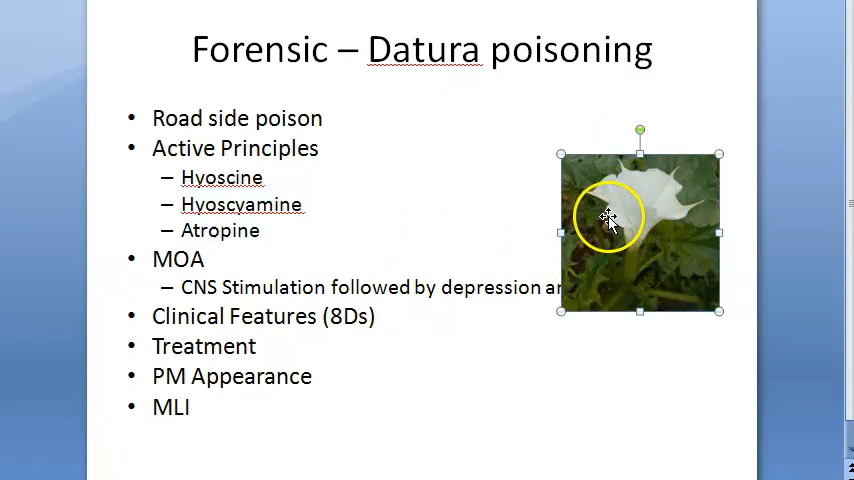 Forensic – Datura poisoning
• Road side poison
• Active Principles
– Hyoscine
– Hyoscyamine
– Atropine
• MOA
– CNS Stimulation followed by depression
• Clinical Features (8Ds)
• Treatment
• PM Appearance
• MLI